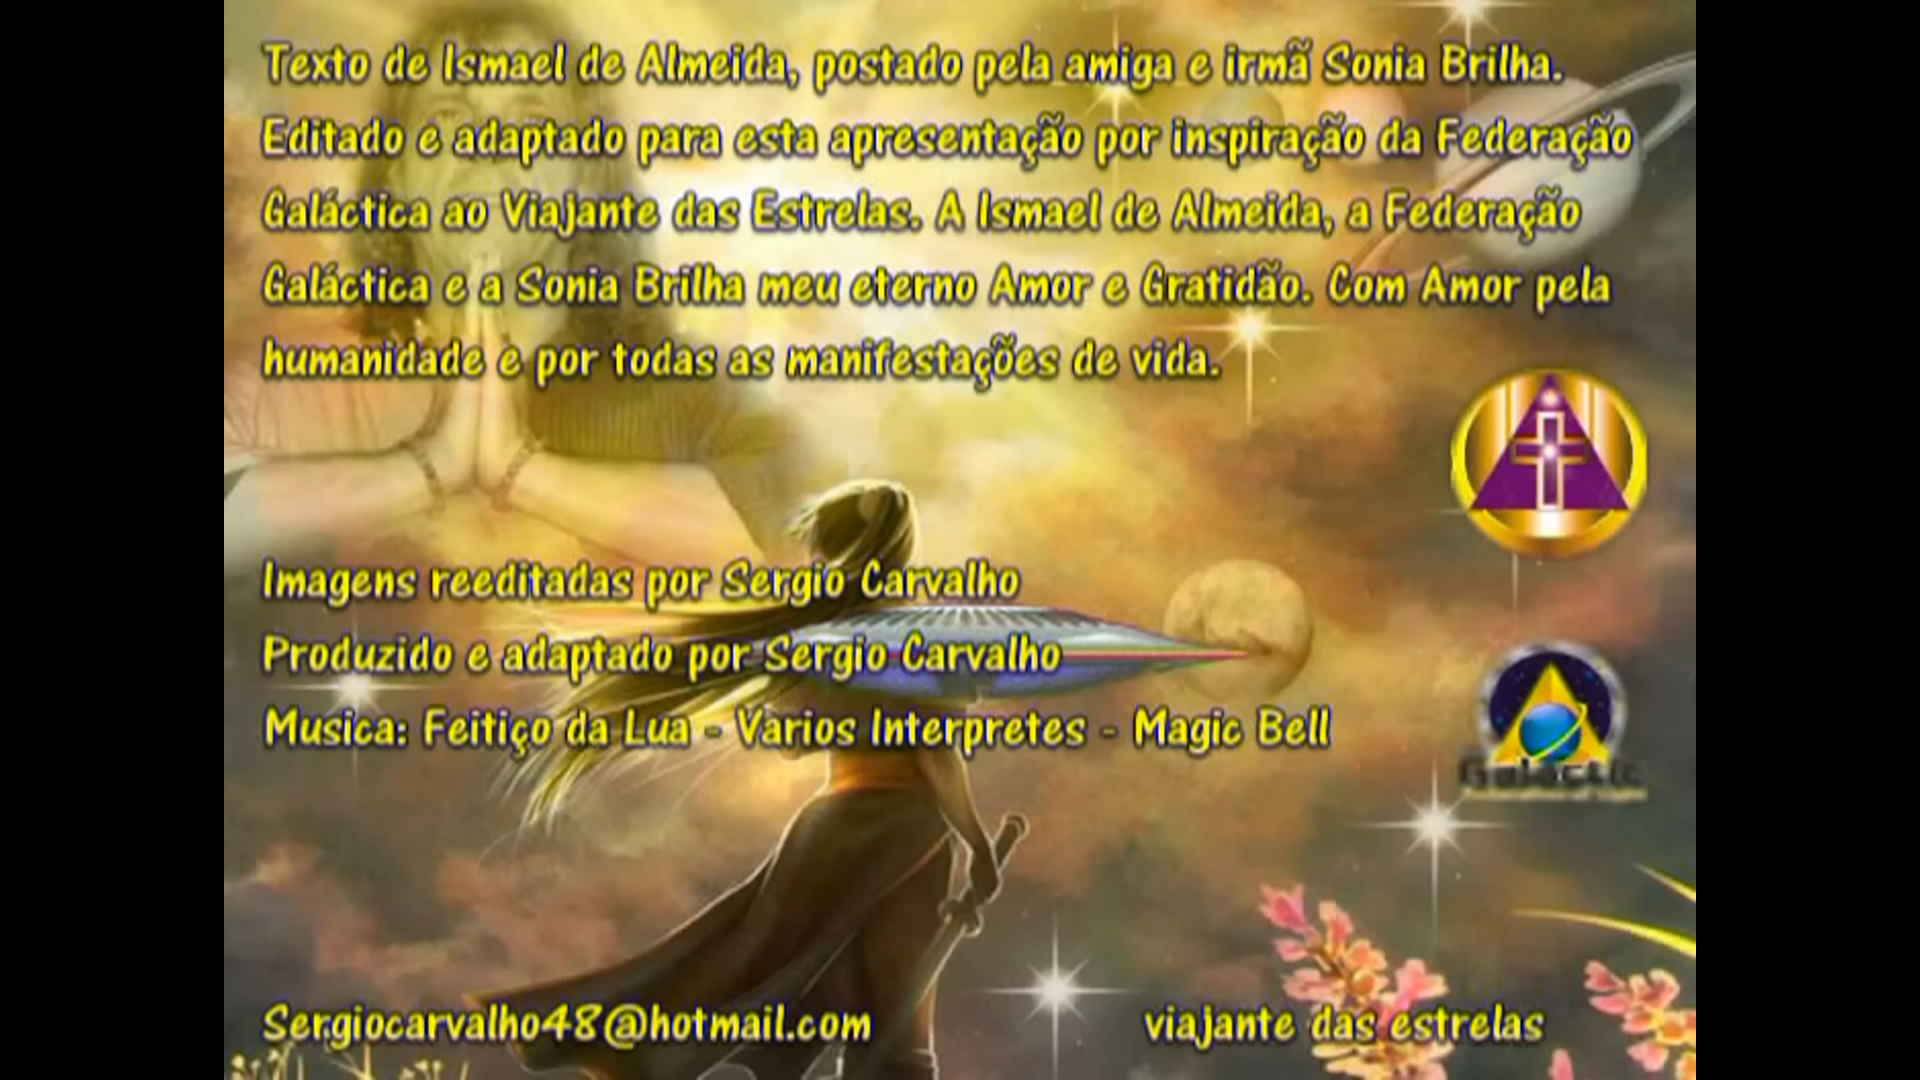 Texto de Ismael de Almeida, postado pela amiga e irmã Sonia Brilha.
Editado e adaptado para esta apresentação por inspiração da Federação
Galáctica ao Viajante das Estrelas. A Ismael de Almeida, a Federação
Galáctica e a Sonia Brilha meu eterno Amor e Gratidão. Com Amor pela
humanidade e por todas as manifestações de vida.
Imagens reeditadas por Sergio Carvalho
Produzido e adaptado por Sergio Carvalho
Musica: Feitiço da Lua - Varios Interpretes - Magic Bell
Galactic
Sergiocarvalho48@hotmail.com
viajante das estrelas